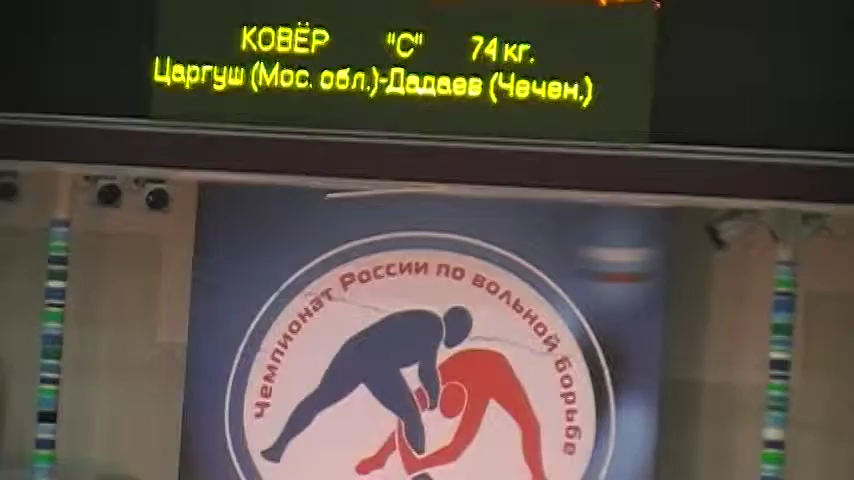 КОВЁР "С" 74 кг.
Царгуш (Мос. обл.)-Дадаев (Чечен.)
Чемпионат России по вольной борьбе